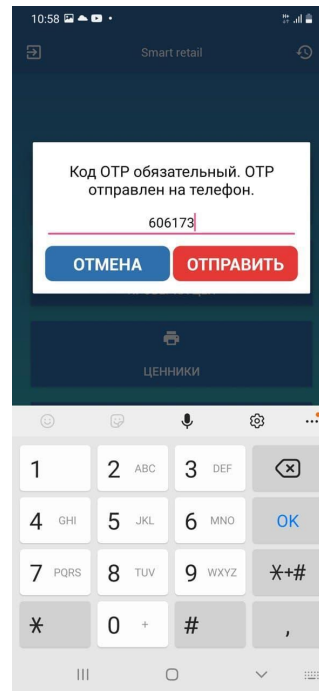 10:58
Smart retail
Код OTP обязательный. OTP
отправлен на телефон.
606173
ОТМЕНА
ОТПРАВИТЬ
ЦЕННИКИ
1
2 ABC
3 DEF
4 GHI
5 JKL
6 MNO
OK
7 PQRS
8 TUV
9 WXYZ
*+#
*
0 +
#
,